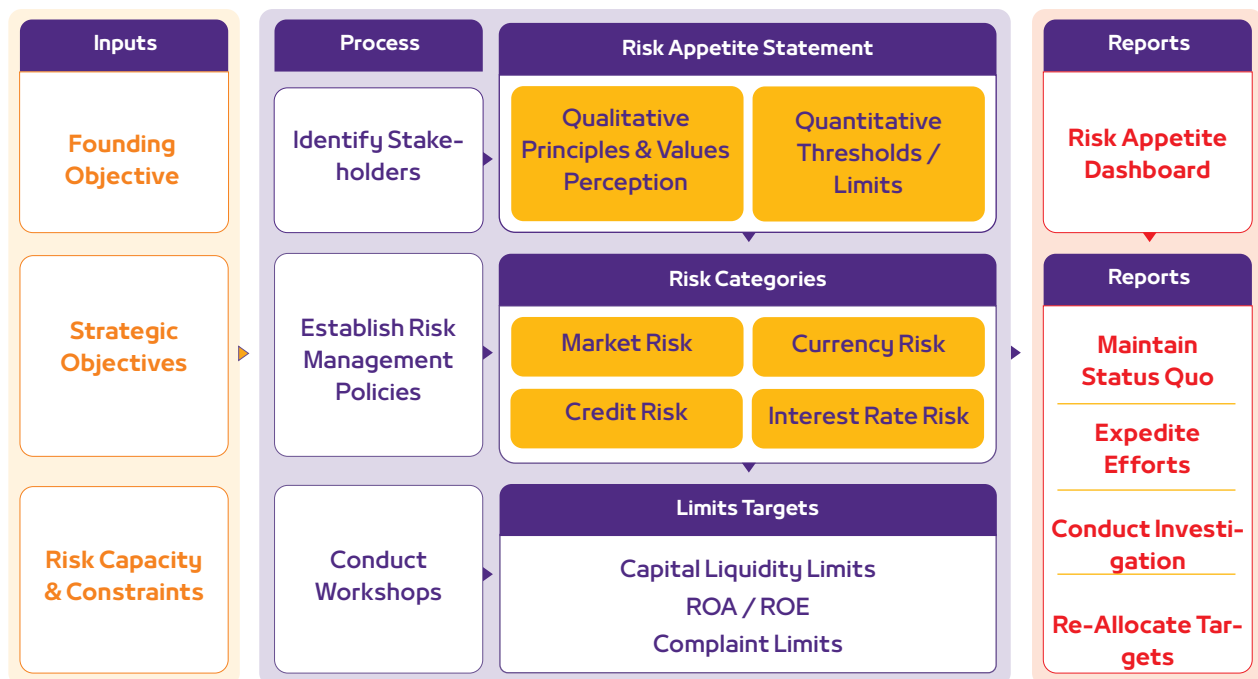 Inputs
Founding
Objective
Strategic
Objectives
Risk Capacity
& Constraints
Process
Identify Stake-
holders
Establish Risk
Management
Policies
Conduct
Workshops
Risk Appetite Statement
Qualitative
Principles & Values
Perception
Quantitative
Thresholds /
Limits
Risk Categories
Market Risk
Currency Risk
Credit Risk
Interest Rate Risk
Limits Targets
Capital Liquidity Limits
ROA / ROE
Complaint Limits
Reports
Risk Appetite
Dashboard
Reports
Maintain
Status Quo
Expedite
Efforts
Conduct Investi-
gation
Re-Allocate Tar-
gets